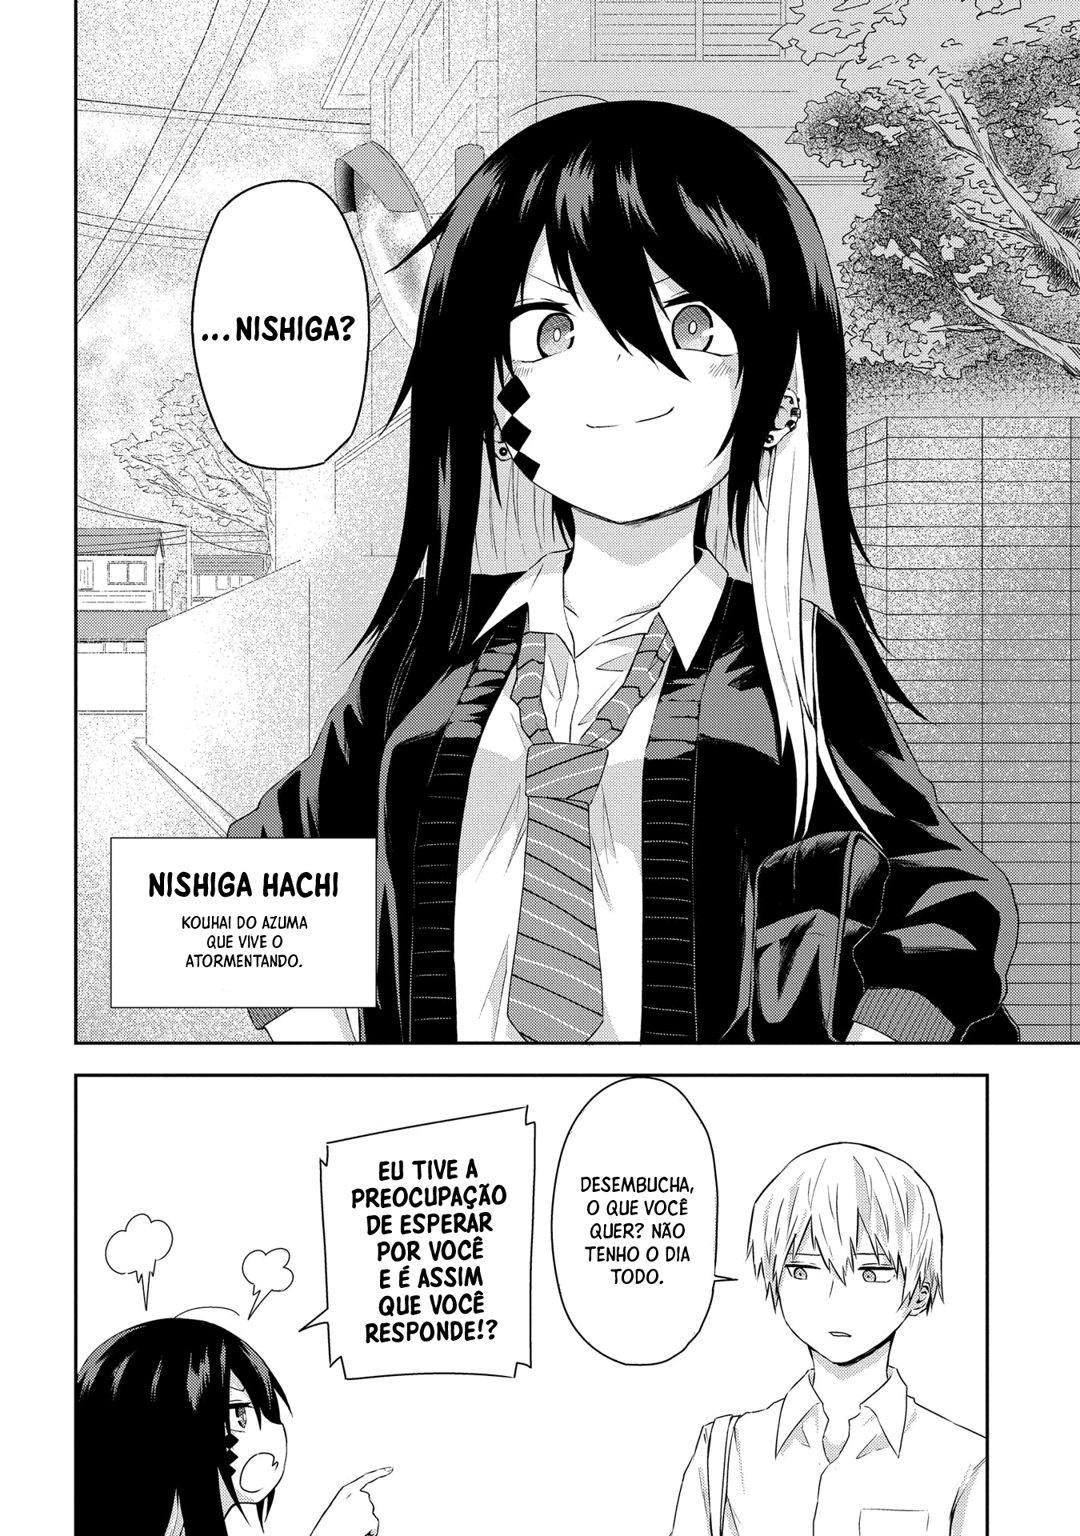 ...NISHIGA?
NISHIGA HACHI
KOUHAI DO AZUMA
QUE VIVE O
ATORMENTANDO.
DESEMBUCHA,
O QUE VOCÊ
QUER? NÃO
TENHO O DIA
TODO.
EU TIVE A
PREOCUPAÇÃO
DE ESPERAR
POR VOCÊ
E É ASSIM
QUE VOCÊ
RESPONDE!?